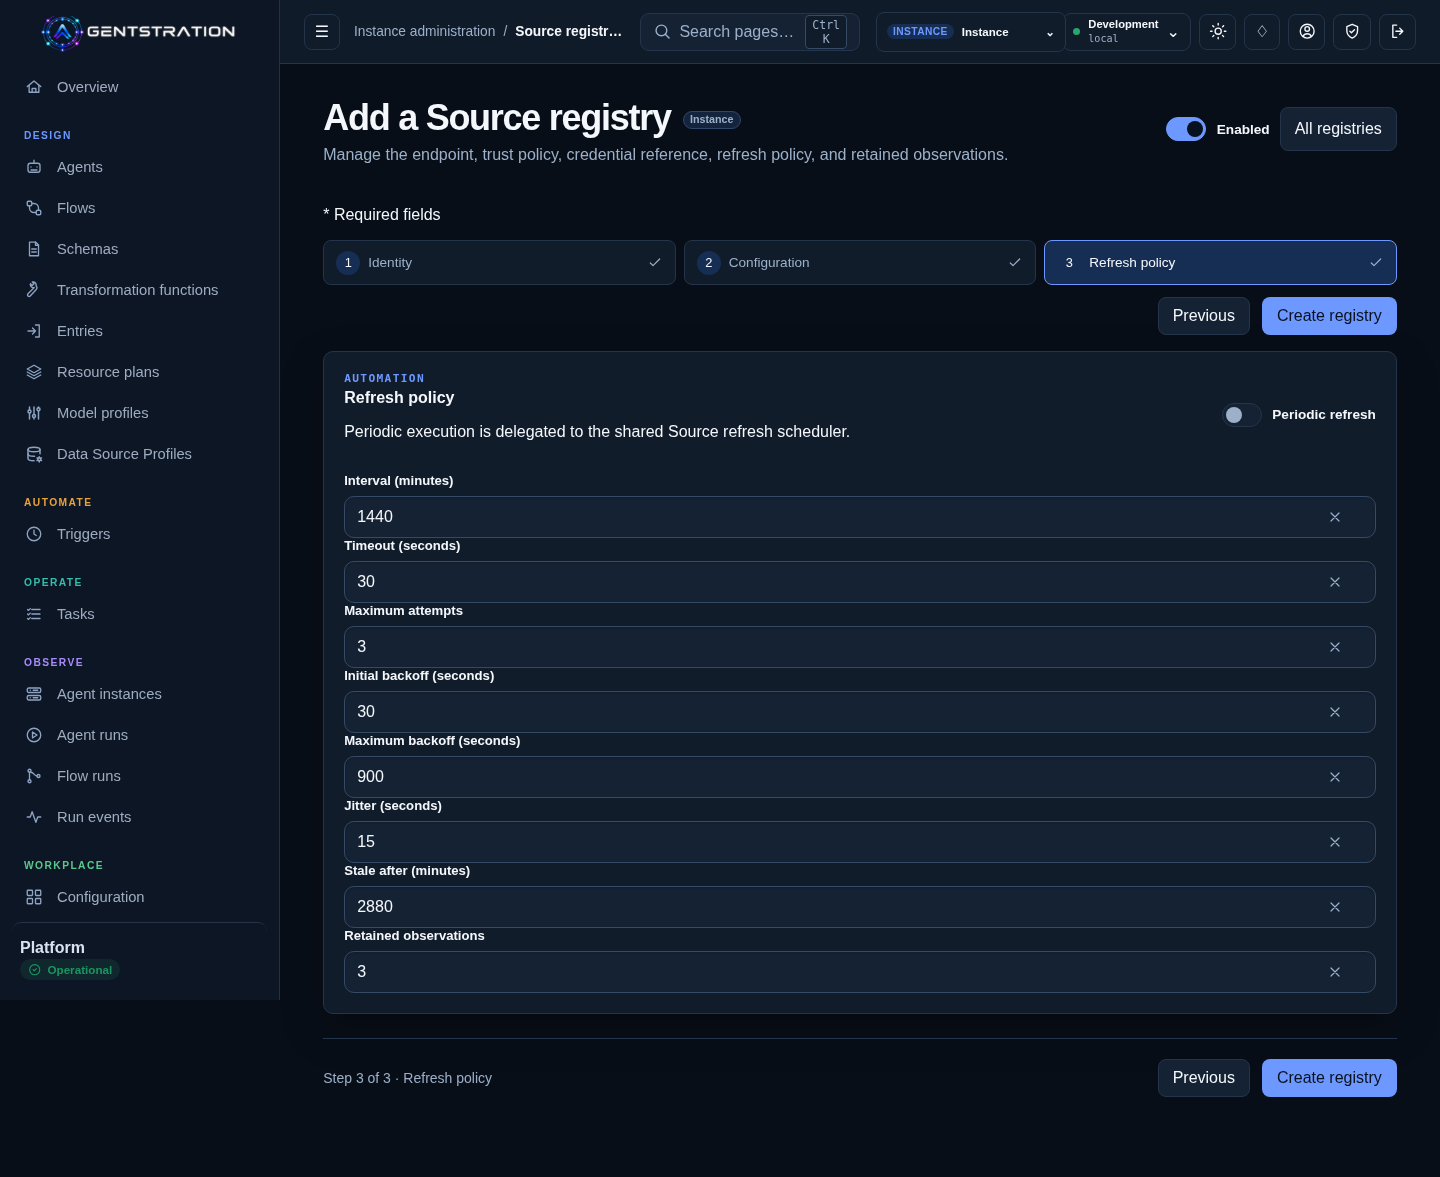 GENTSTRATION
Overview
DESIGN
Agents
Flows
Schemas
Transformation functions
Entries
Resource plans
Model profiles
Data Source Profiles
AUTOMATE
Triggers
OPERATE
Tasks
OBSERVE
Agent instances
Agent runs
Flow runs
Run events
WORKPLACE
Configuration
Platform
Operational
Instance administration / Source registr…
Search pages…
Ctrl
K
INSTANCE Instance
Development
local
Add a Source registry Instance
Manage the endpoint, trust policy, credential reference, refresh policy, and retained observations.
Enabled
All registries
* Required fields
1 Identity
2 Configuration
3 Refresh policy
Previous
Create registry
AUTOMATION
Refresh policy
Periodic execution is delegated to the shared Source refresh scheduler.
Periodic refresh
Interval (minutes)
1440
Timeout (seconds)
30
Maximum attempts
3
Initial backoff (seconds)
30
Maximum backoff (seconds)
900
Jitter (seconds)
15
Stale after (minutes)
2880
Retained observations
3
Step 3 of 3 · Refresh policy
Previous
Create registry